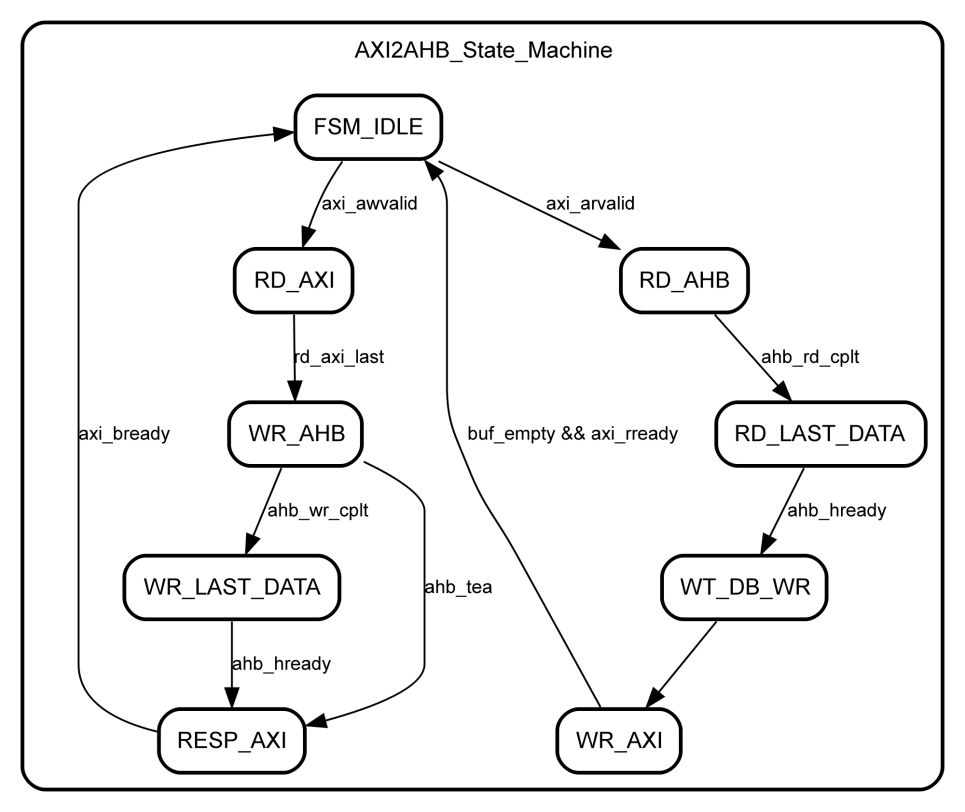 AXI2AHB_State_Machine
FSM_IDLE
axi_awvalid
axi_arvalid
RD_AXI
RD_AHB
rd_axi_last
ahb_rd_cplt
WR_AHB
RD_LAST_DATA
axi_bready
buf_empty && axi_rready
ahb_wr_cplt
ahb_hready
WR_LAST_DATA
ahb_tea
WT_DB_WR
ahb_hready
RESP_AXI
WR_AXI